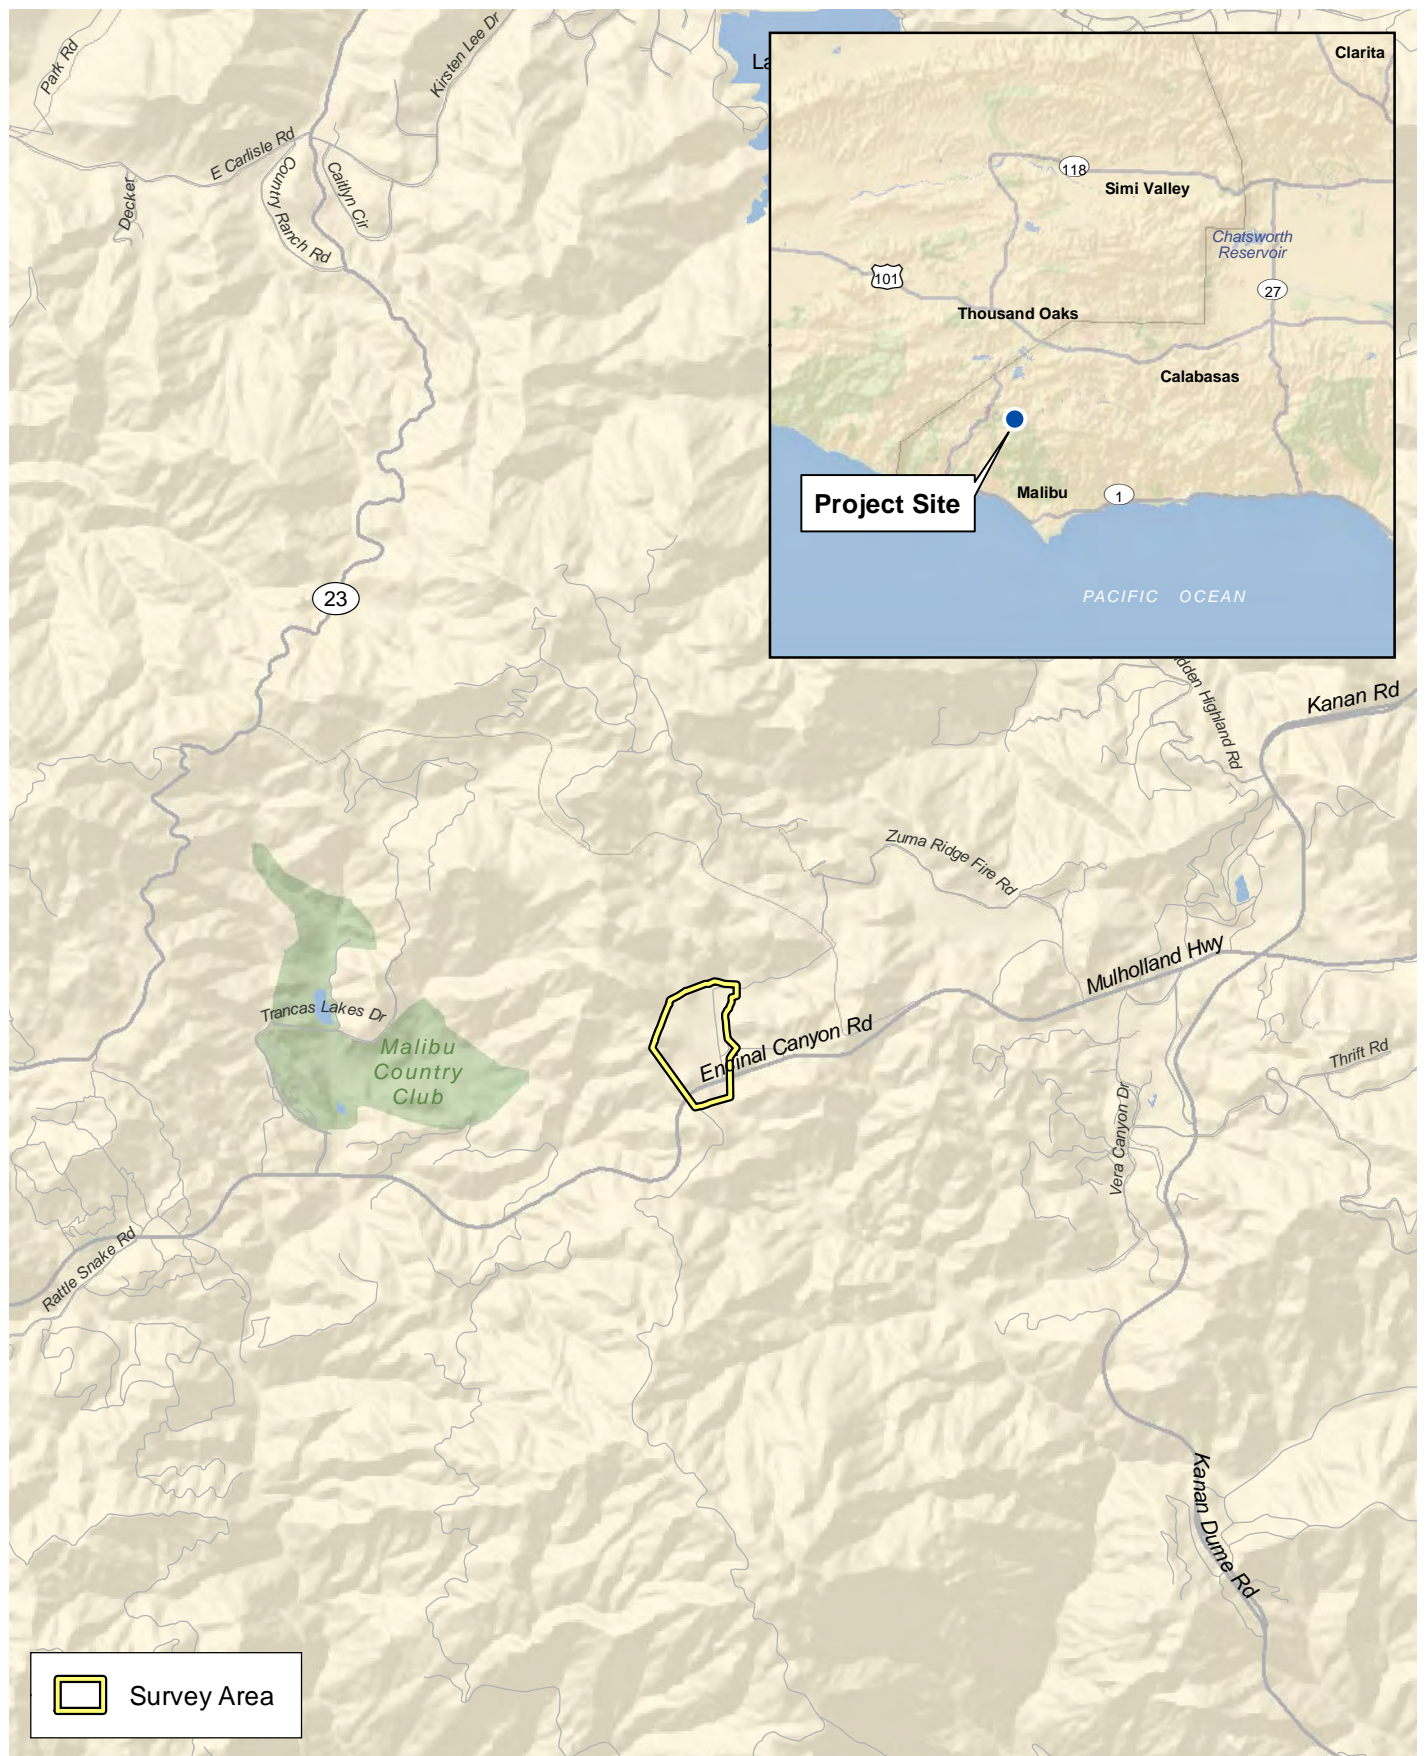 Park Rd
Kirsten Lee Dr
E Carlisle Rd
Decker
Country Ranch Rd
Caitlyn Cir
La
Clarita
118
Simi Valley
Chatsworth
Reservoir
101
27
Thousand Oaks
Calabasas
Project Site
Malibu
1
PACIFIC OCEAN
23
dden Highland Rd
Kanan Rd
Zuma Ridge Fire Rd
Mulholland Hwy
Trancas Lakes Dr
Malibu
Country
Club
Encinal Canyon Rd
Thrift Rd
Vera Canyon Dr
Rattle Snake Rd
Kanan Dume Rd
Survey Area